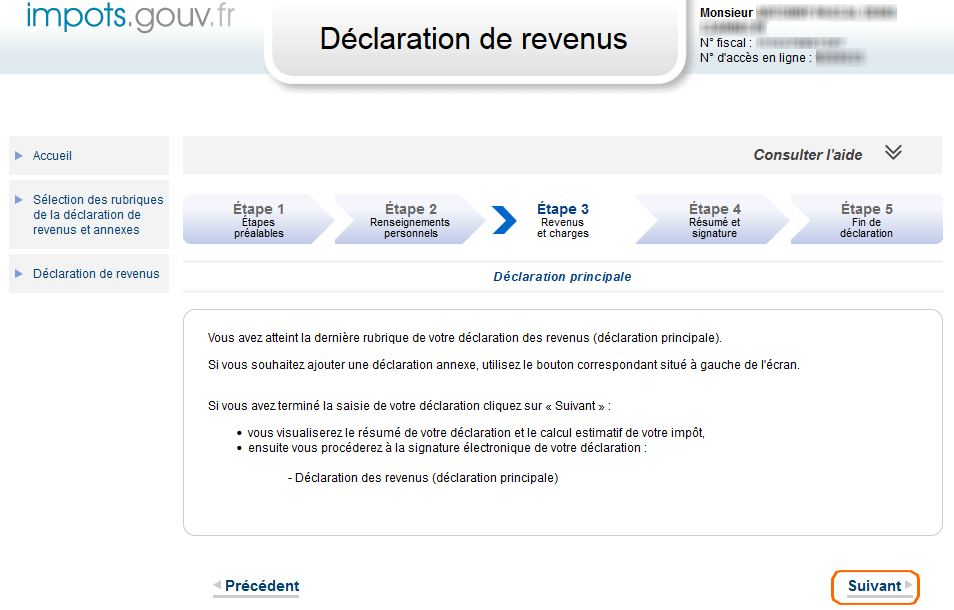 impots.gouv.fr
Déclaration de revenus
Monsieur
N° fiscal :
N° d'accès en ligne :
Accueil
Sélection des rubriques
de la déclaration de
revenus et annexes
Déclaration de revenus
Consulter l'aide
Étape 1
Étapes
préalables
Étape 2
Renseignements
personnels
Étape 3
Revenus
et charges
Étape 4
Résumé et
signature
Étape 5
Fin de
déclaration
Déclaration principale
Vous avez atteint la dernière rubrique de votre déclaration des revenus (déclaration principale).
Si vous souhaitez ajouter une déclaration annexe, utilisez le bouton correspondant situé à gauche de l'écran.
Si vous avez terminé la saisie de votre déclaration cliquez sur « Suivant » :
• vous visualiserez le résumé de votre déclaration et le calcul estimatif de votre impôt,
• ensuite vous procéderez à la signature électronique de votre déclaration :
- Déclaration des revenus (déclaration principale)
Précédent
Suivant